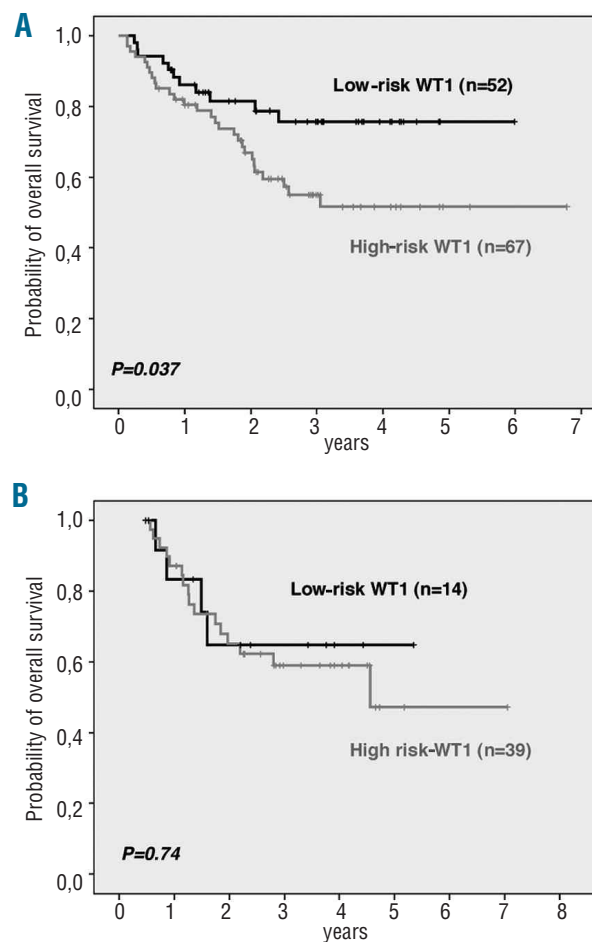 A
Probability of overall survival
1,0
0,8
0,6
0,4
0,2
0,0
Low-risk WT1 (n=52)
High-risk WT1 (n=67)
P=0.037
0 1 2 3 4 5 6 7
years
B
Probability of overall survival
1,0
0,8
0,6
0,4
0,2
0,0
Low-risk WT1 (n=14)
High risk-WT1 (n=39)
P=0.74
0 1 2 3 4 5 6 7 8
years